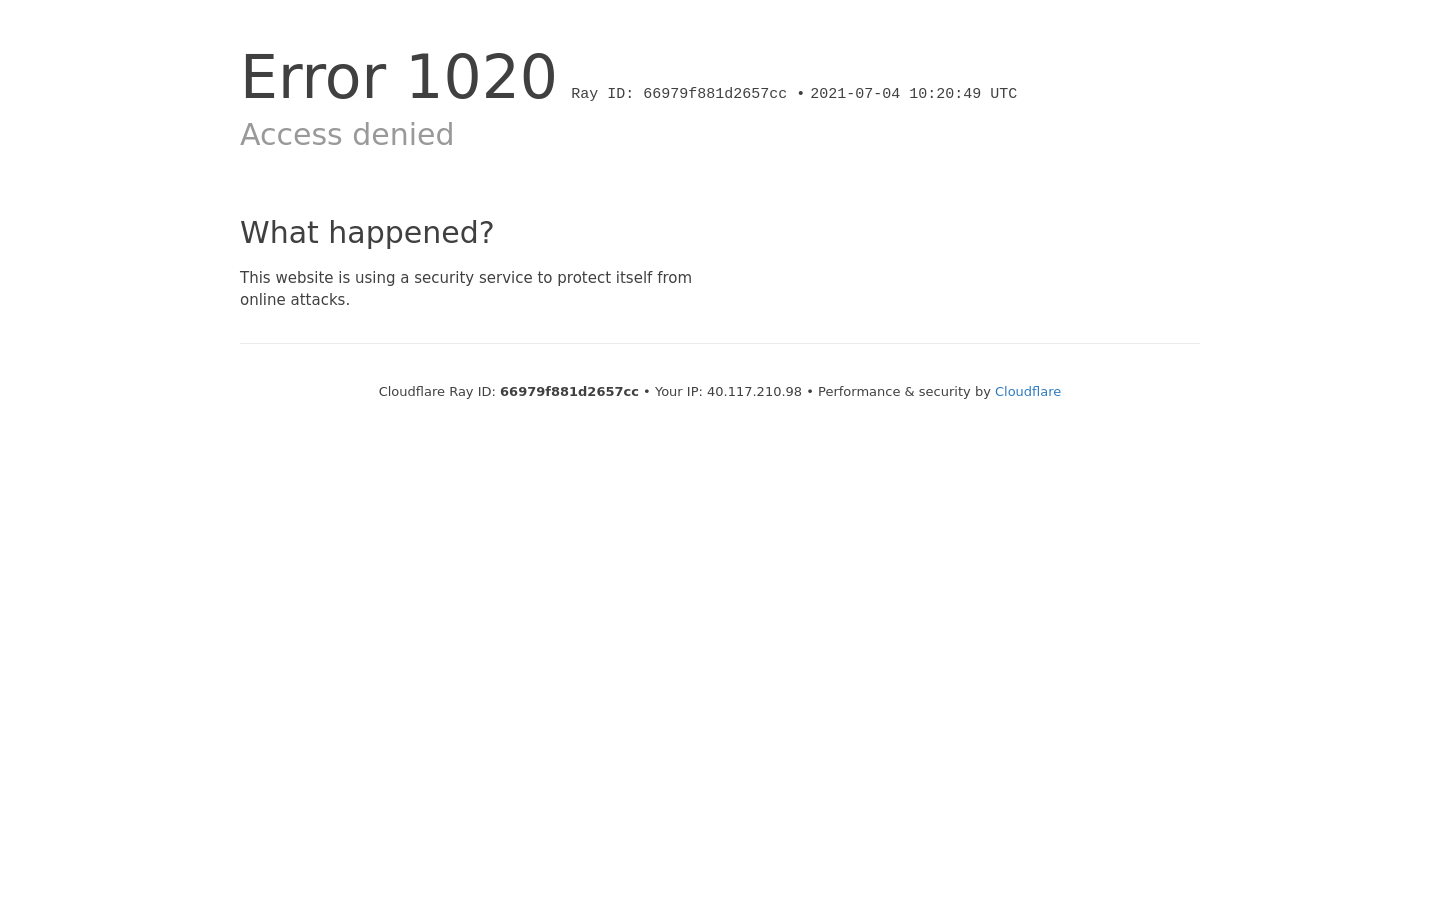 Error 1020 Ray ID: 66979f881d2657cc • 2021-07-04 10:20:49 UTC
Access denied
What happened?
This website is using a security service to protect itself from
online attacks.
Cloudflare Ray ID: 66979f881d2657cc • Your IP: 40.117.210.98 • Performance & security by Cloudflare